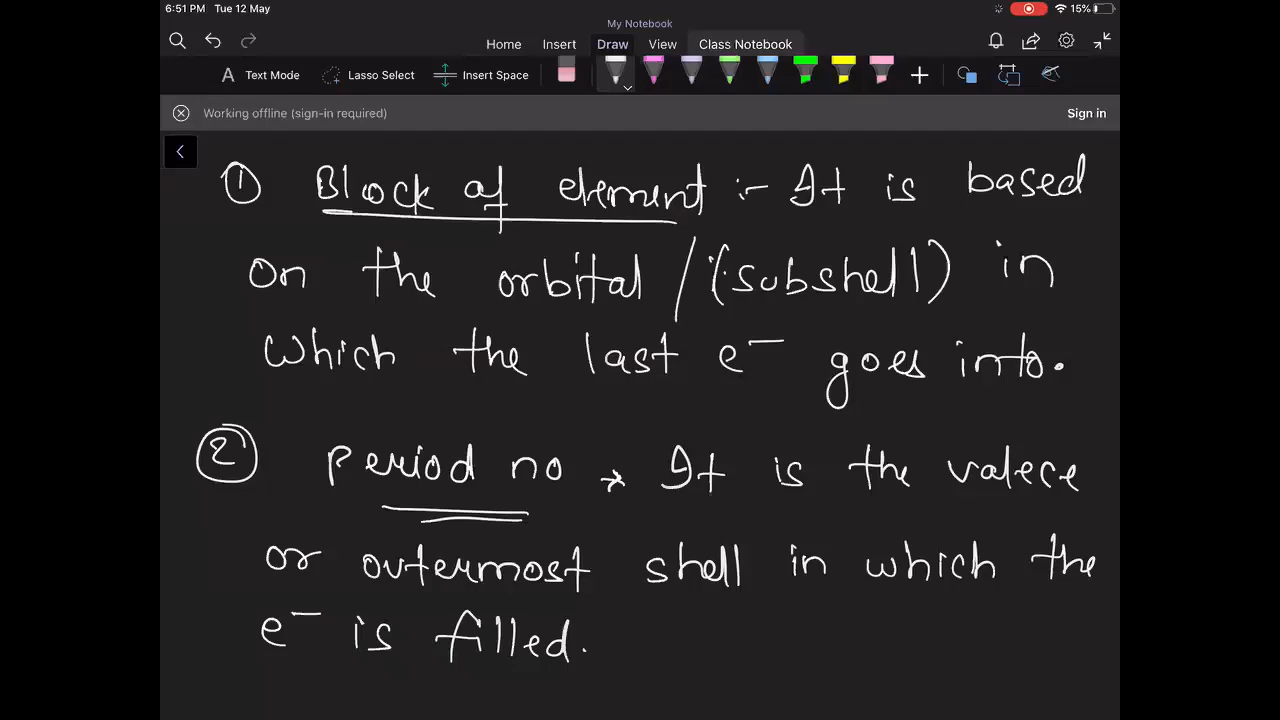 6:51 PM Tue 12 May
15%
My Notebook
Home Insert Draw View Class Notebook
A Text Mode Lasso Select Insert Space
Working offline (sign-in required) Sign in
① Block of element :- It is based
on the orbital / (subshell) in
which the last e⁻ goes into.
② Period no → It is the valece
or outermost shell in which the
e⁻ is filled.